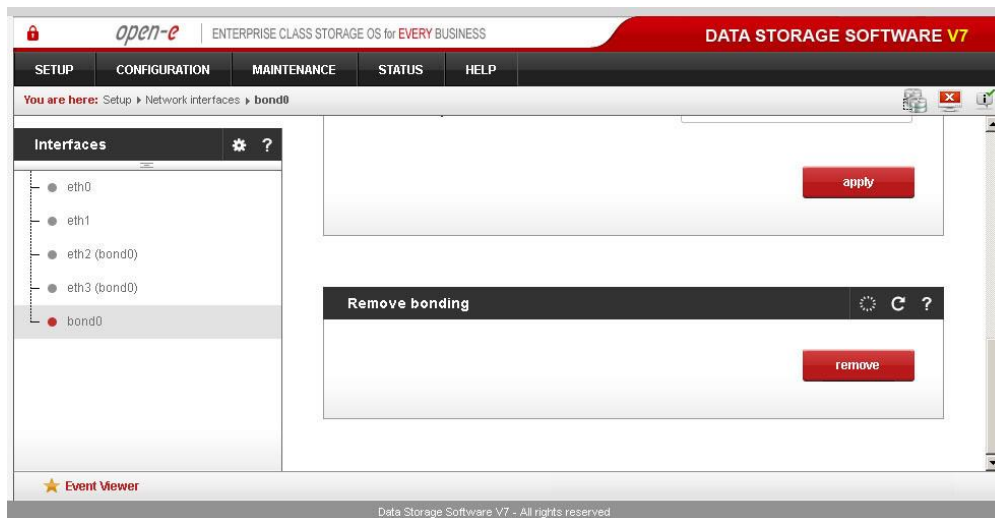 open-e ENTERPRISE CLASS STORAGE OS for EVERY BUSINESS DATA STORAGE SOFTWARE V7
SETUP CONFIGURATION MAINTENANCE STATUS HELP
You are here: Setup ▸ Network interfaces ▸ bond0
Interfaces ?
eth0
eth1
eth2 (bond0)
eth3 (bond0)
bond0
apply
Remove bonding ?
remove
Event Viewer
Data Storage Software V7 - All rights reserved